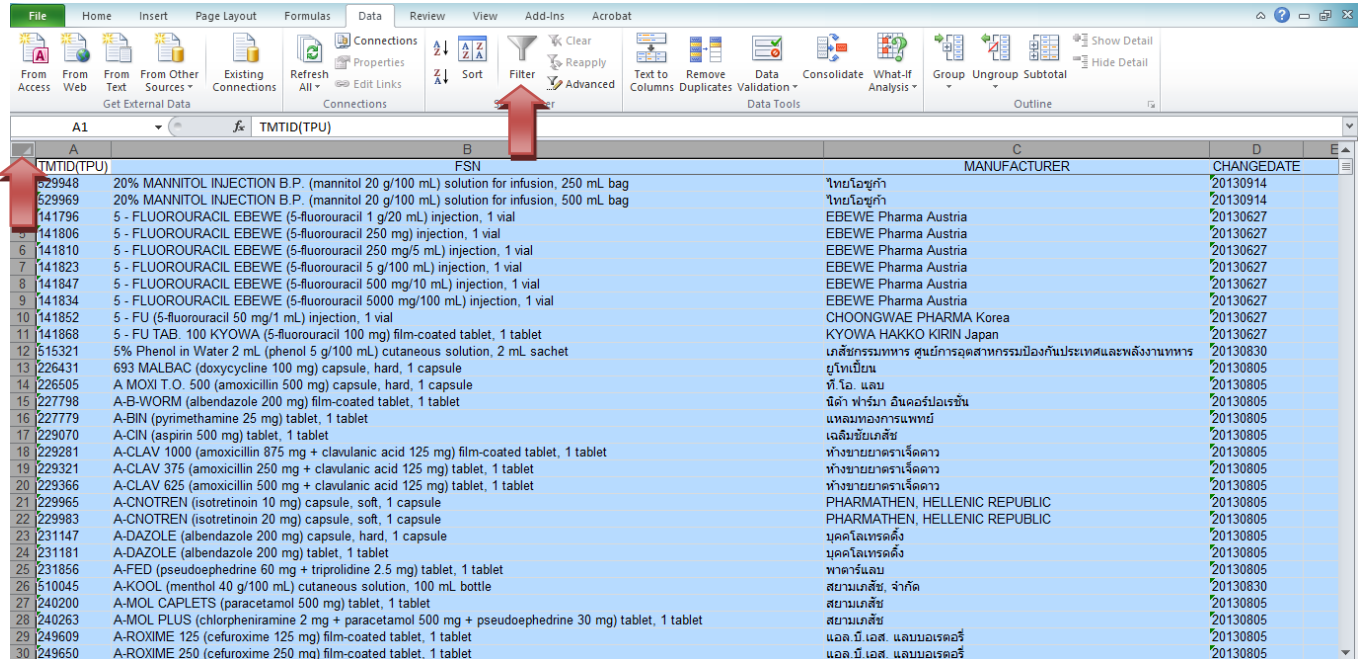 File Home Insert Page Layout Formulas Data Review View Add-Ins Acrobat
Connections Clear Show Detail
Properties Reapply Hide Detail
From Access From Web From Text From Other Sources Existing Connections Refresh All Edit Links Sort Filter Advanced Text to Columns Remove Duplicates Data Validation Consolidate What-If Analysis Group Ungroup Subtotal
Get External Data Connections Data Tools Outline
A1 fx TMTID(TPU)
A B C D E
TMTID(TPU) FSN MANUFACTURER CHANGEDATE
529948 20% MANNITOL INJECTION B.P. (mannitol 20 g/100 mL) solution for infusion, 250 mL bag ไทยโอซูก้า 20130914
529969 20% MANNITOL INJECTION B.P. (mannitol 20 g/100 mL) solution for infusion, 500 mL bag ไทยโอซูก้า 20130914
141796 5 - FLUOROURACIL EBEWE (5-fluorouracil 1 g/20 mL) injection, 1 vial EBEWE Pharma Austria 20130627
5 141806 5 - FLUOROURACIL EBEWE (5-fluorouracil 250 mg) injection, 1 vial EBEWE Pharma Austria 20130627
6 141810 5 - FLUOROURACIL EBEWE (5-fluorouracil 250 mg/5 mL) injection, 1 vial EBEWE Pharma Austria 20130627
7 141823 5 - FLUOROURACIL EBEWE (5-fluorouracil 5 g/100 mL) injection, 1 vial EBEWE Pharma Austria 20130627
8 141847 5 - FLUOROURACIL EBEWE (5-fluorouracil 500 mg/10 mL) injection, 1 vial EBEWE Pharma Austria 20130627
9 141834 5 - FLUOROURACIL EBEWE (5-fluorouracil 5000 mg/100 mL) injection, 1 vial EBEWE Pharma Austria 20130627
10 141852 5 - FU (5-fluorouracil 50 mg/1 mL) injection, 1 vial CHOONGWAE PHARMA Korea 20130627
11 141868 5 - FU TAB. 100 KYOWA (5-fluorouracil 100 mg) film-coated tablet, 1 tablet KYOWA HAKKO KIRIN Japan 20130627
12 515321 5% Phenol in Water 2 mL (phenol 5 g/100 mL) cutaneous solution, 2 mL sachet เภสัชกรรมทหาร ศูนย์การอุตสาหกรรมป้องกันประเทศและพลังงานทหาร 20130830
13 226431 693 MALBAC (doxycycline 100 mg) capsule, hard, 1 capsule ยูโทเปี้ยน 20130805
14 226505 A MOXI T.O. 500 (amoxicillin 500 mg) capsule, hard, 1 capsule ที.โอ. แลบ 20130805
15 227798 A-B-WORM (albendazole 200 mg) film-coated tablet, 1 tablet นิด้า ฟาร์มา อินคอร์ปอเรชั่น 20130805
16 227779 A-BIN (pyrimethamine 25 mg) tablet, 1 tablet แหลมทองการแพทย์ 20130805
17 229070 A-CIN (aspirin 500 mg) tablet, 1 tablet เฉลิมชัยเภสัช 20130805
18 229281 A-CLAV 1000 (amoxicillin 875 mg + clavulanic acid 125 mg) film-coated tablet, 1 tablet ห้างขายยาตราเจ็ดดาว 20130805
19 229321 A-CLAV 375 (amoxicillin 250 mg + clavulanic acid 125 mg) tablet, 1 tablet ห้างขายยาตราเจ็ดดาว 20130805
20 229366 A-CLAV 625 (amoxicillin 500 mg + clavulanic acid 125 mg) tablet, 1 tablet ห้างขายยาตราเจ็ดดาว 20130805
21 229965 A-CNOTREN (isotretinoin 10 mg) capsule, soft, 1 capsule PHARMATHEN, HELLENIC REPUBLIC 20130805
22 229983 A-CNOTREN (isotretinoin 20 mg) capsule, soft, 1 capsule PHARMATHEN, HELLENIC REPUBLIC 20130805
23 231147 A-DAZOLE (albendazole 200 mg) capsule, hard, 1 capsule บุคคโลเทรดดิ้ง 20130805
24 231181 A-DAZOLE (albendazole 200 mg) tablet, 1 tablet บุคคโลเทรดดิ้ง 20130805
25 231856 A-FED (pseudoephedrine 60 mg + triprolidine 2.5 mg) tablet, 1 tablet พาตาร์แลบ 20130805
26 510045 A-KOOL (menthol 40 g/100 mL) cutaneous solution, 100 mL bottle สยามเภสัช, จำกัด 20130830
27 240200 A-MOL CAPLETS (paracetamol 500 mg) tablet, 1 tablet สยามเภสัช 20130805
28 240263 A-MOL PLUS (chlorpheniramine 2 mg + paracetamol 500 mg + pseudoephedrine 30 mg) tablet, 1 tablet สยามเภสัช 20130805
29 249609 A-ROXIME 125 (cefuroxime 125 mg) film-coated tablet, 1 tablet แอล.บี.เอส. แลบบอเรตอรี่ 20130805
30 249650 A-ROXIME 250 (cefuroxime 250 mg) film-coated tablet, 1 tablet แอล.บี.เอส. แลบบอเรตอรี่ 20130805